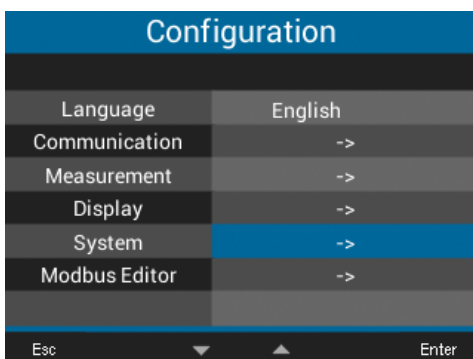 Configuration
Language English
Communication ->
Measurement ->
Display ->
System ->
Modbus Editor ->
Esc Enter